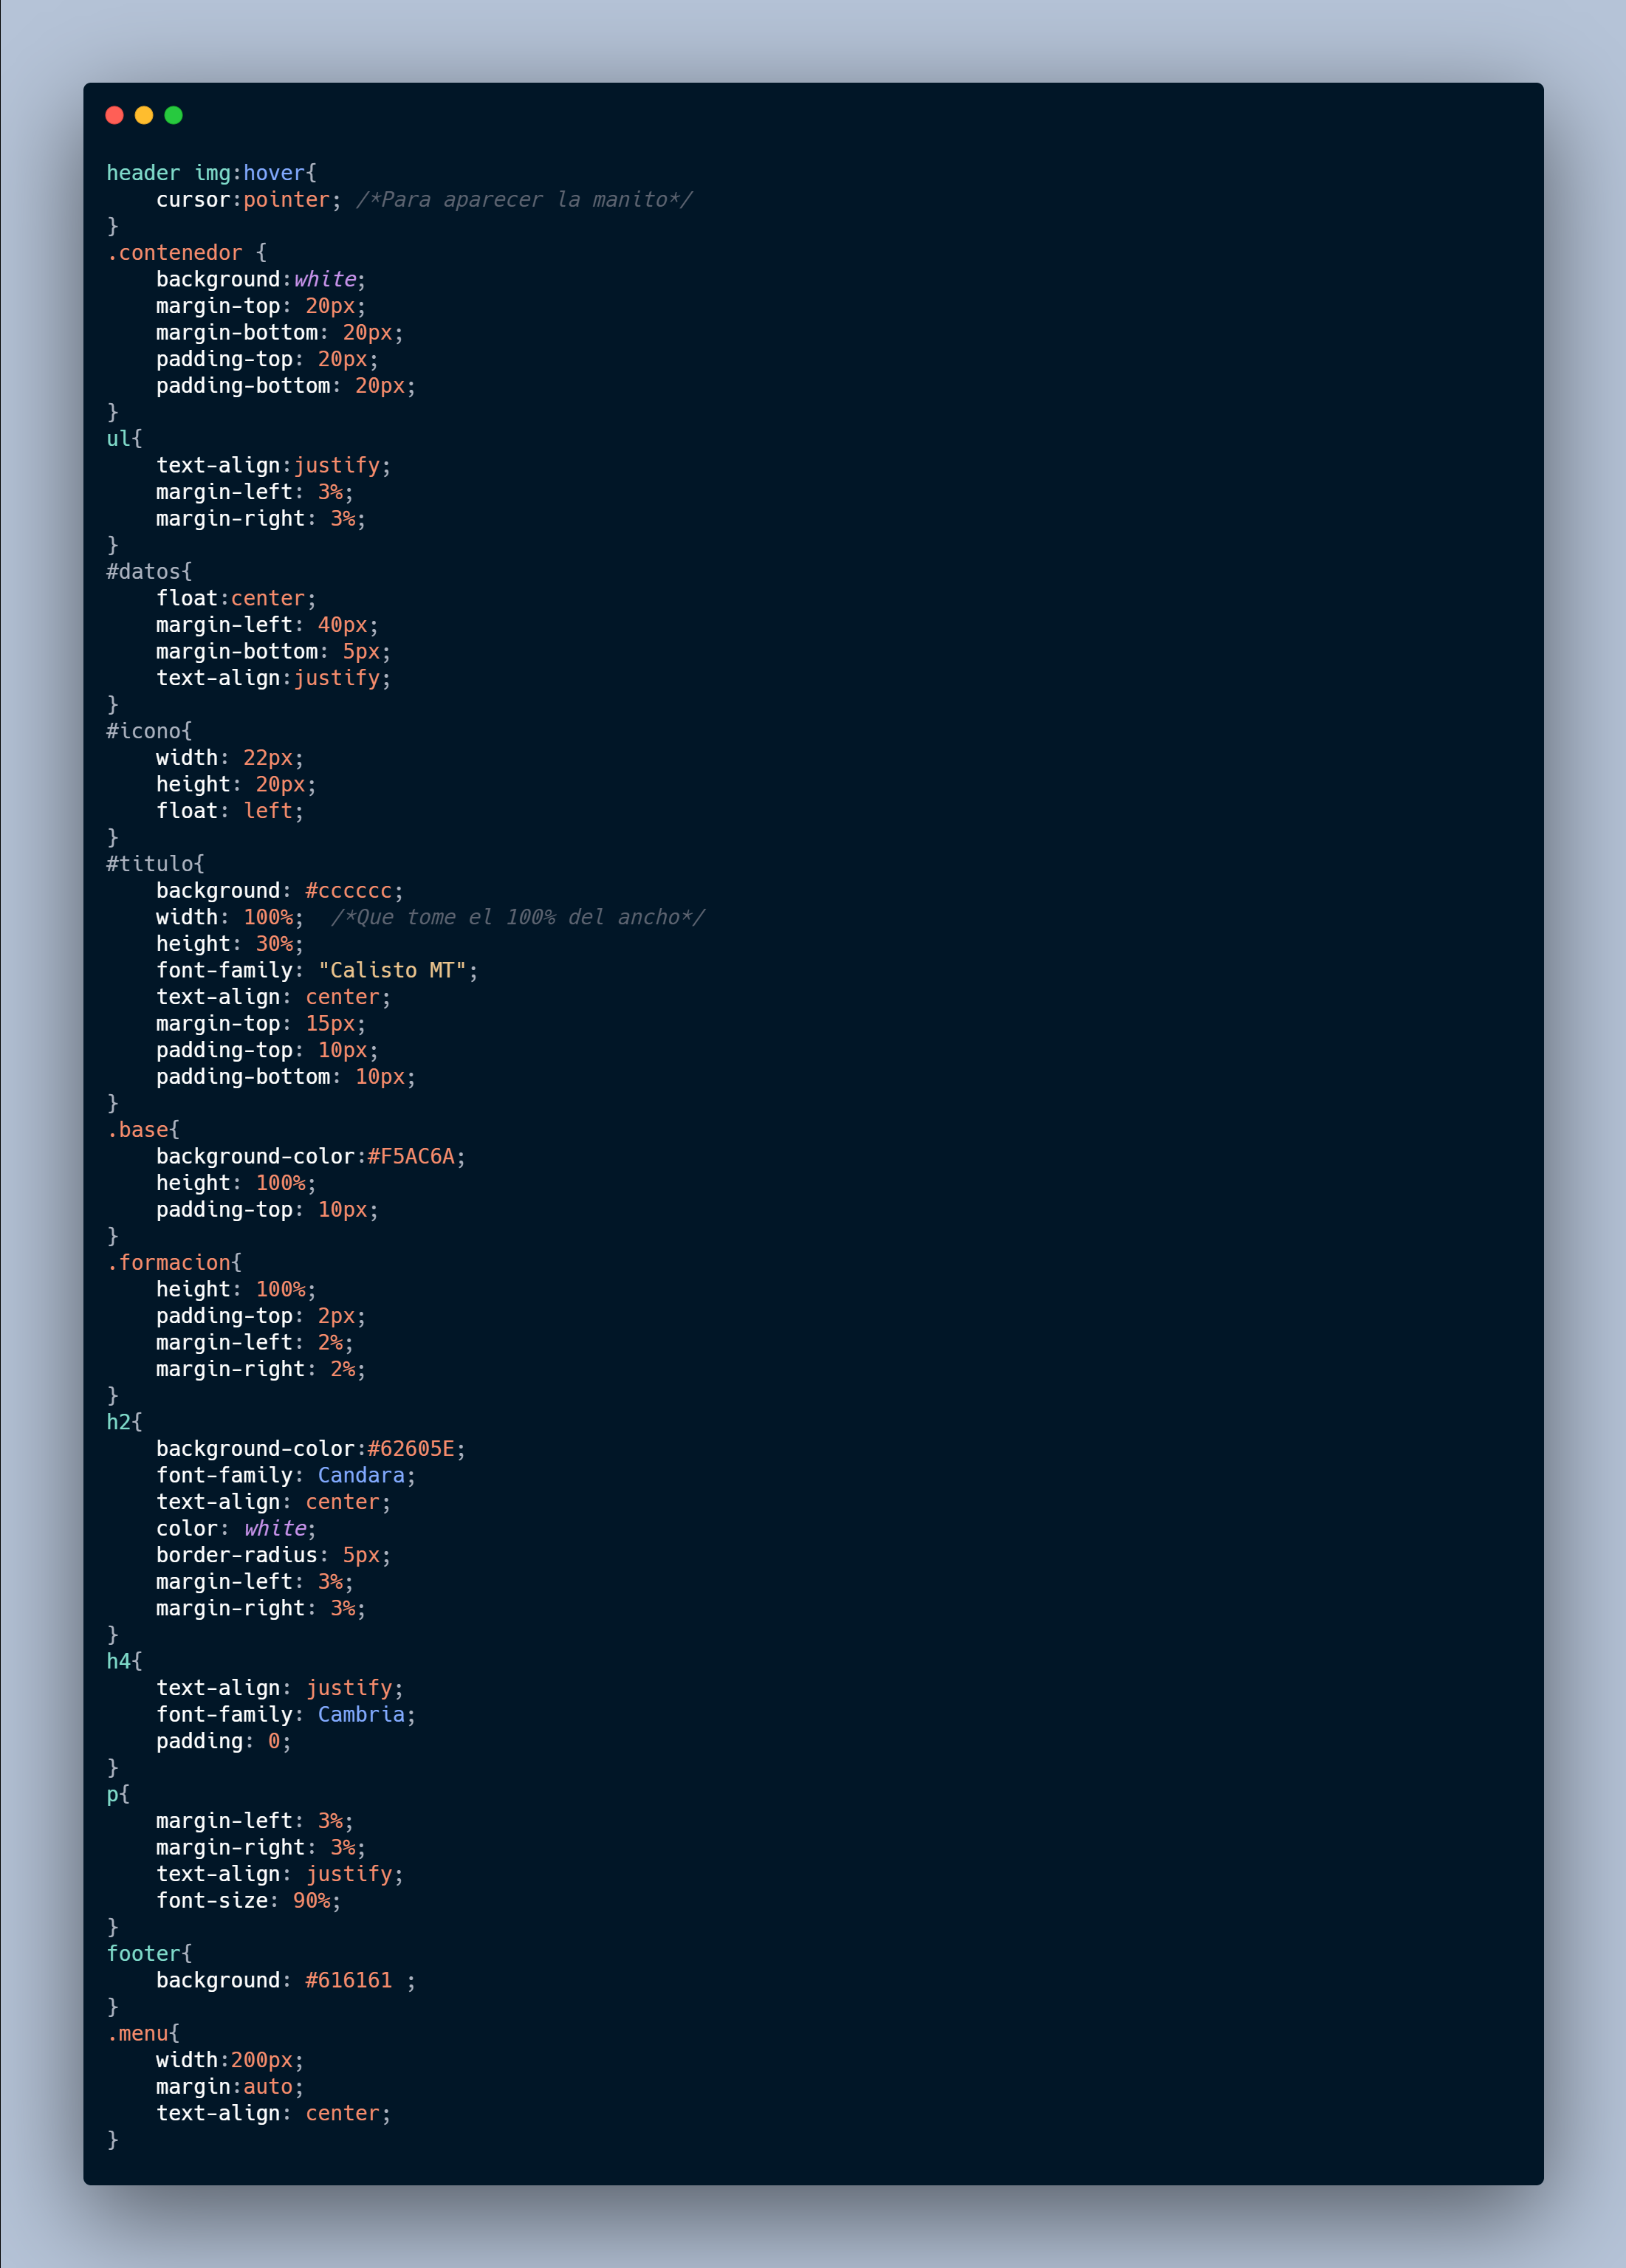 header img:hover{
    cursor:pointer; /*Para aparecer la manito*/
}
.contenedor {
    background:white;
    margin-top: 20px;
    margin-bottom: 20px;
    padding-top: 20px;
    padding-bottom: 20px;
}
ul{
    text-align:justify;
    margin-left: 3%;
    margin-right: 3%;
}
#datos{
    float:center;
    margin-left: 40px;
    margin-bottom: 5px;
    text-align:justify;
}
#icono{
    width: 22px;
    height: 20px;
    float: left;
}
#titulo{
    background: #cccccc;
    width: 100%;  /*Que tome el 100% del ancho*/
    height: 30%;
    font-family: "Calisto MT";
    text-align: center;
    margin-top: 15px;
    padding-top: 10px;
    padding-bottom: 10px;
}
.base{
    background-color:#F5AC6A;
    height: 100%;
    padding-top: 10px;
}
.formacion{
    height: 100%;
    padding-top: 2px;
    margin-left: 2%;
    margin-right: 2%;
}
h2{
    background-color:#62605E;
    font-family: Candara;
    text-align: center;
    color: white;
    border-radius: 5px;
    margin-left: 3%;
    margin-right: 3%;
}
h4{
    text-align: justify;
    font-family: Cambria;
    padding: 0;
}
p{
    margin-left: 3%;
    margin-right: 3%;
    text-align: justify;
    font-size: 90%;
}
footer{
    background: #616161 ;
}
.menu{
    width:200px;
    margin:auto;
    text-align: center;
}